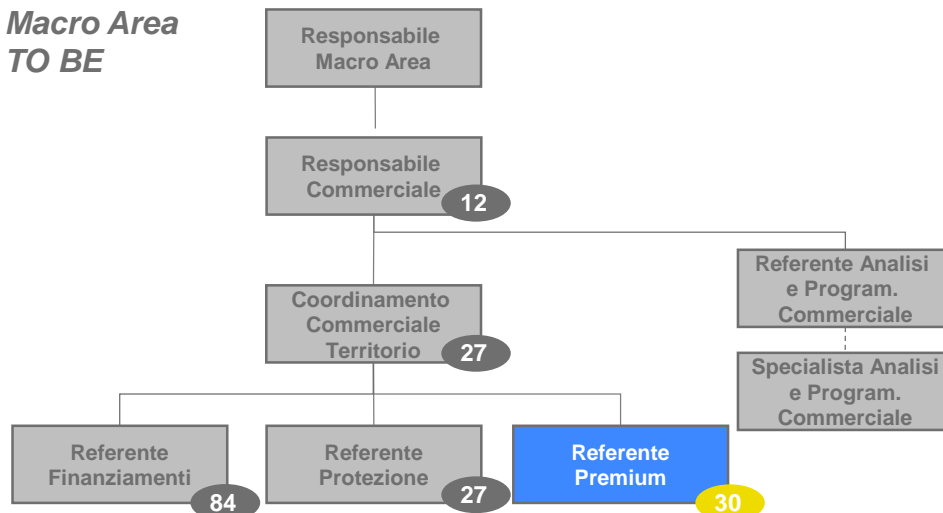 Macro Area
TO BE
Responsabile
Macro Area
Responsabile
Commerciale
12
Referente Analisi
e Program.
Commerciale
Coordinamento
Commerciale
Territorio
27
Specialista Analisi
e Program.
Commerciale
Referente
Finanziamenti
84
Referente
Protezione
27
Referente
Premium
30